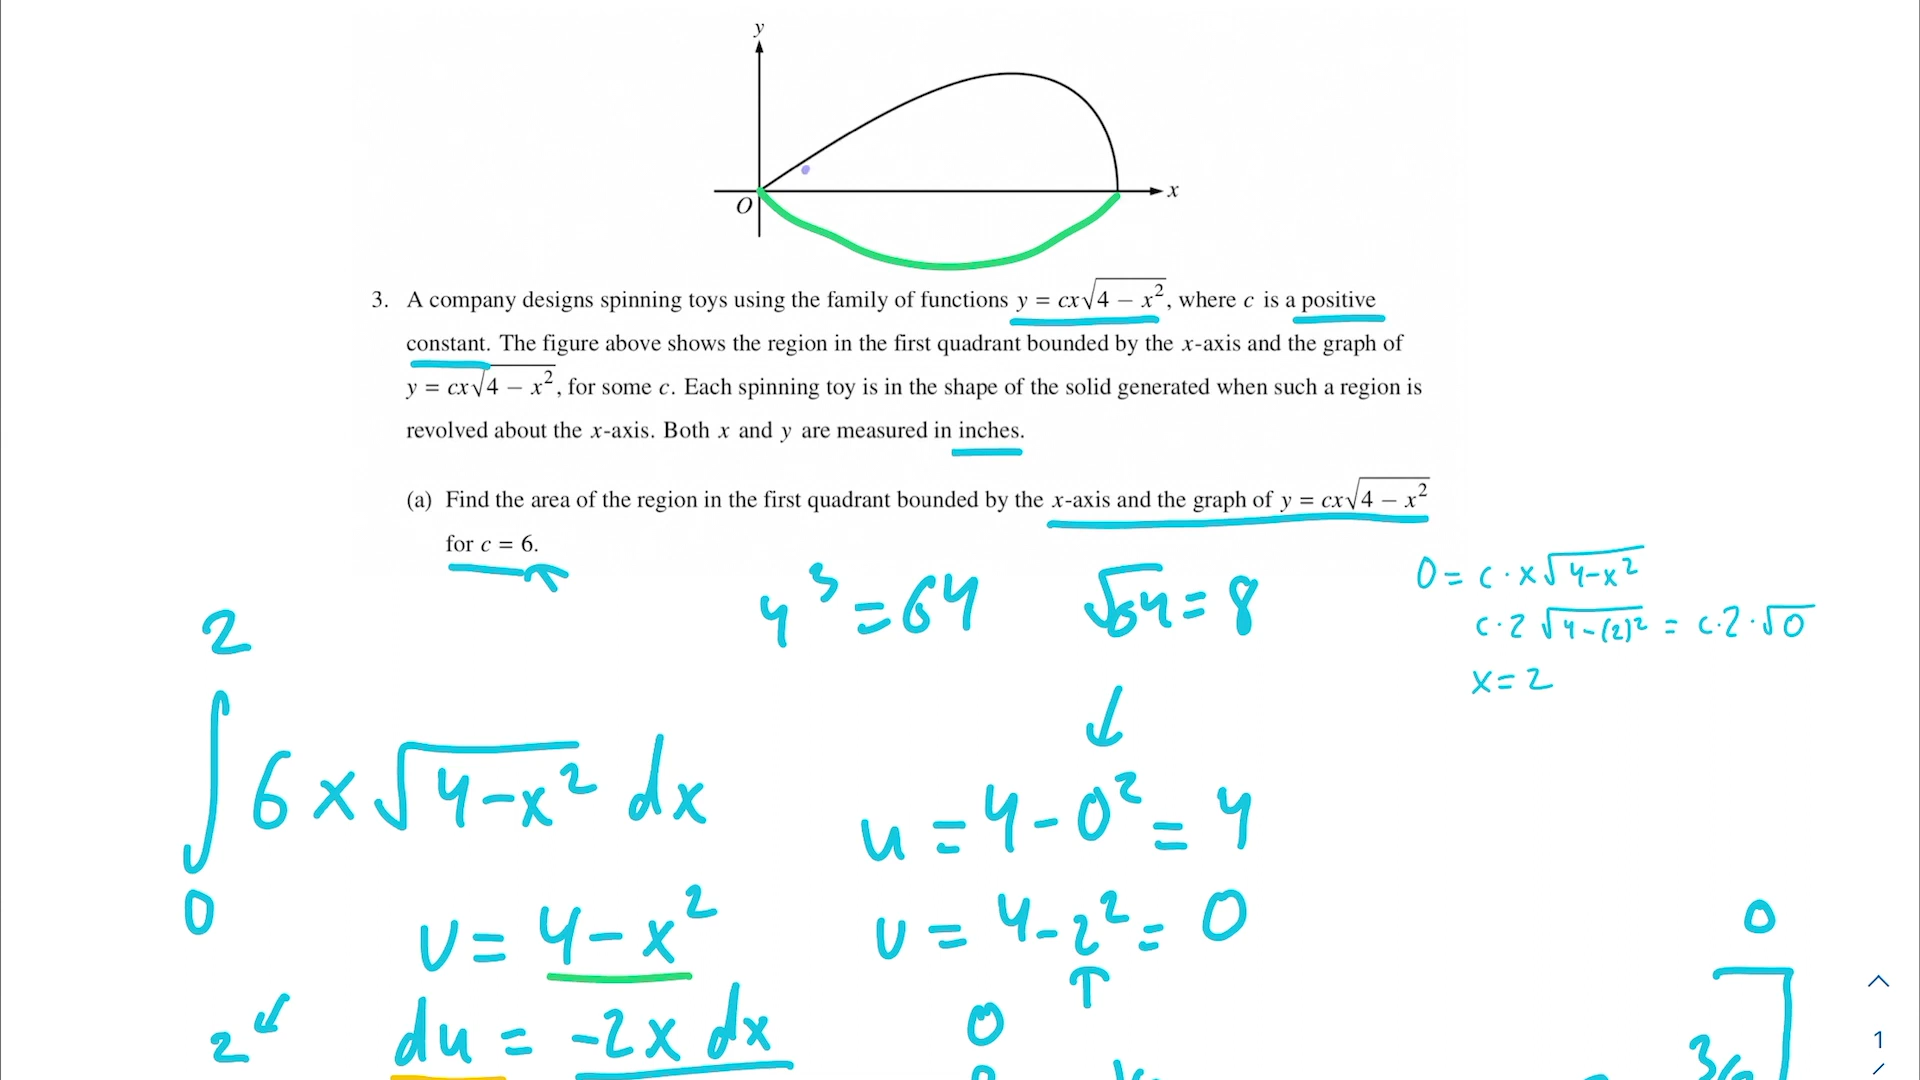 y
x
O
3. A company designs spinning toys using the family of functions y = cx√(4 – x²), where c is a positive
constant. The figure above shows the region in the first quadrant bounded by the x-axis and the graph of
y = cx√(4 – x²), for some c. Each spinning toy is in the shape of the solid generated when such a region is
revolved about the x-axis. Both x and y are measured in inches.
(a) Find the area of the region in the first quadrant bounded by the x-axis and the graph of y = cx√(4 – x²)
for c = 6.
4³ = 64
√64 = 8
0 = c · x√(4-x²)
c · 2 √(4-(2)²) = c · 2 · √0
x = 2
2
∫ 6x√(4-x²) dx
0
u = 4 - 0² = 4
u = 4 - x²
u = 4 - 2² = 0
0
2
du = -2x dx
0
1